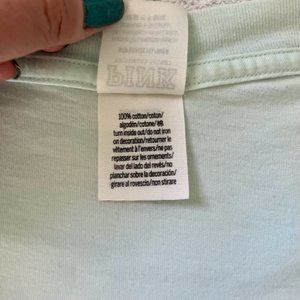 PINK
100% cotton/coton/
algodón/cotone/棉
turn inside out/do not iron
on decoration/retourner le
vêtement à l'envers/ne pas
repasser sur les ornements/
lavar del lado del revés/no
planchar sobre la decoración/
girare al rovescio/non stirare